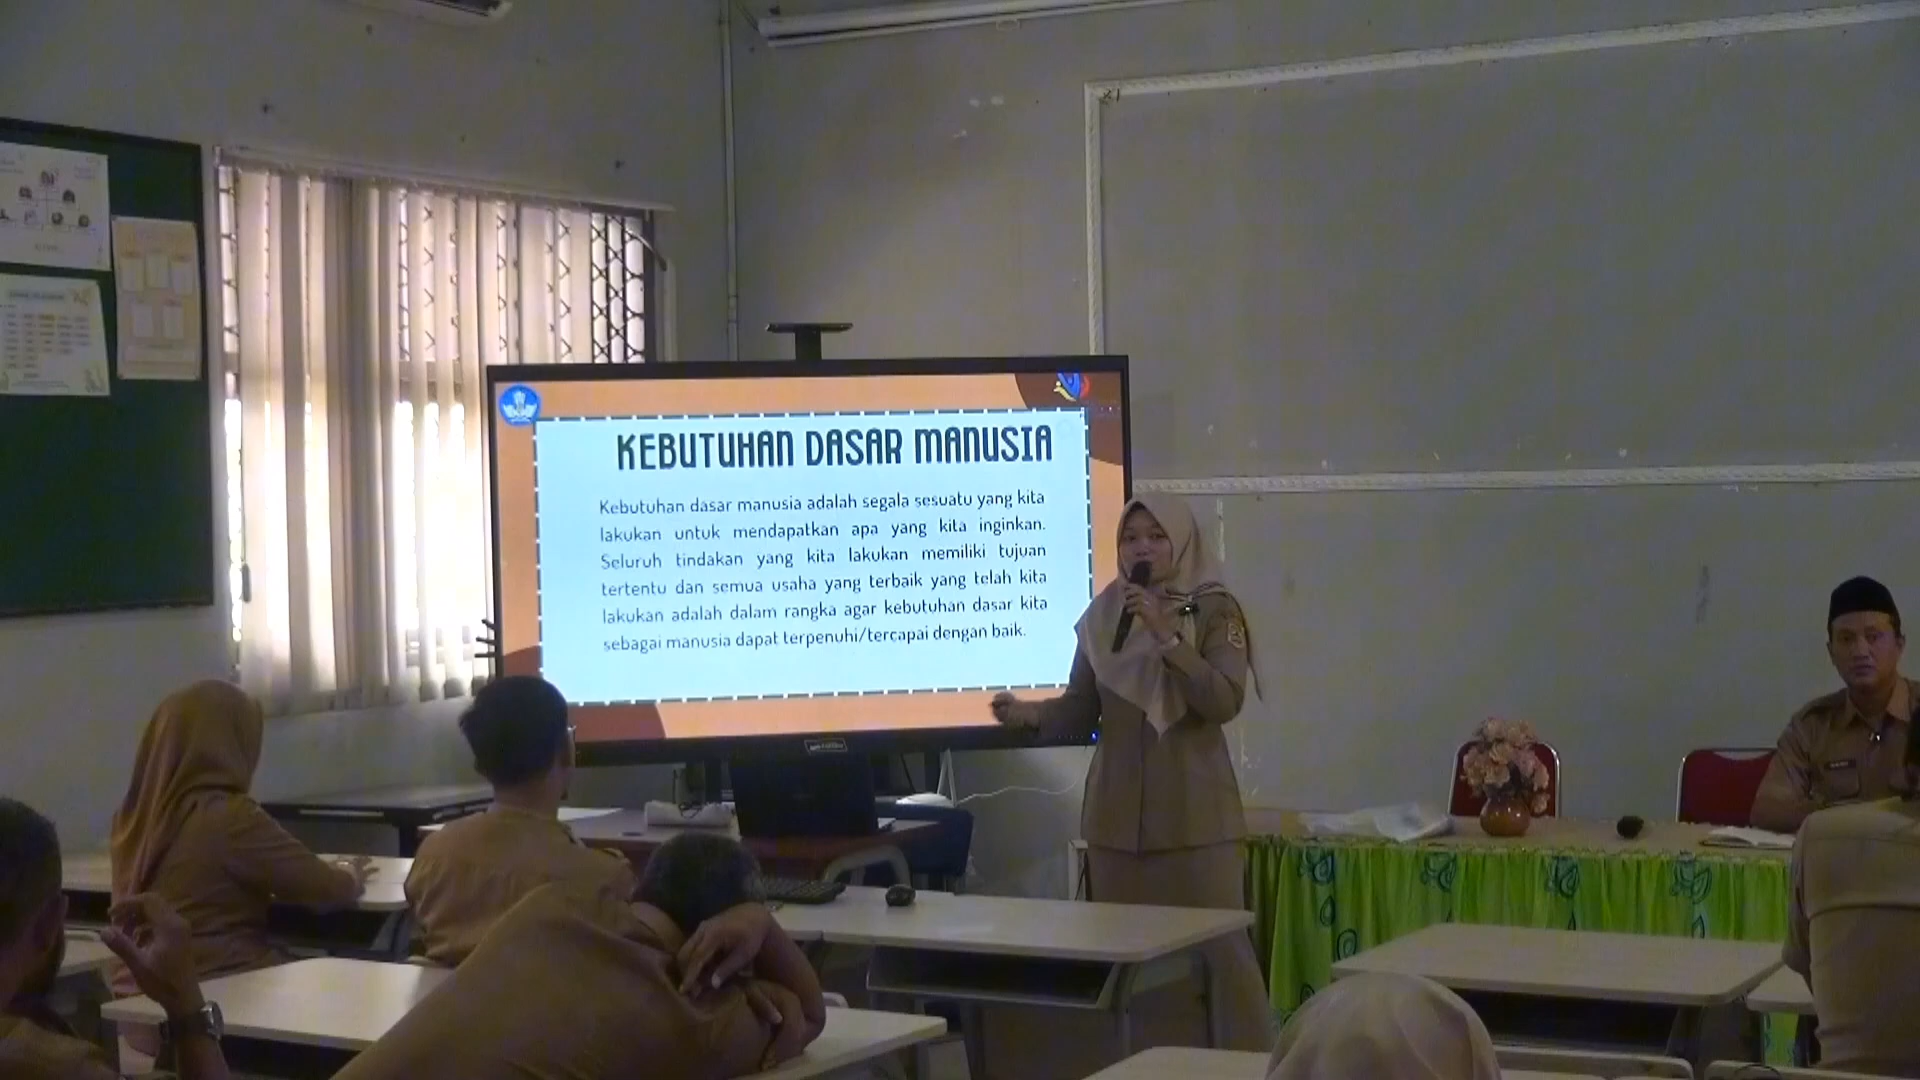 KEBUTUHAN DASAR MANUSIA
Kebutuhan dasar manusia adalah segala sesuatu yang kita
lakukan untuk mendapatkan apa yang kita inginkan.
Seluruh tindakan yang kita lakukan memiliki tujuan
tertentu dan semua usaha yang terbaik yang telah kita
lakukan adalah dalam rangka agar kebutuhan dasar kita
sebagai manusia dapat terpenuhi/tercapai dengan baik.